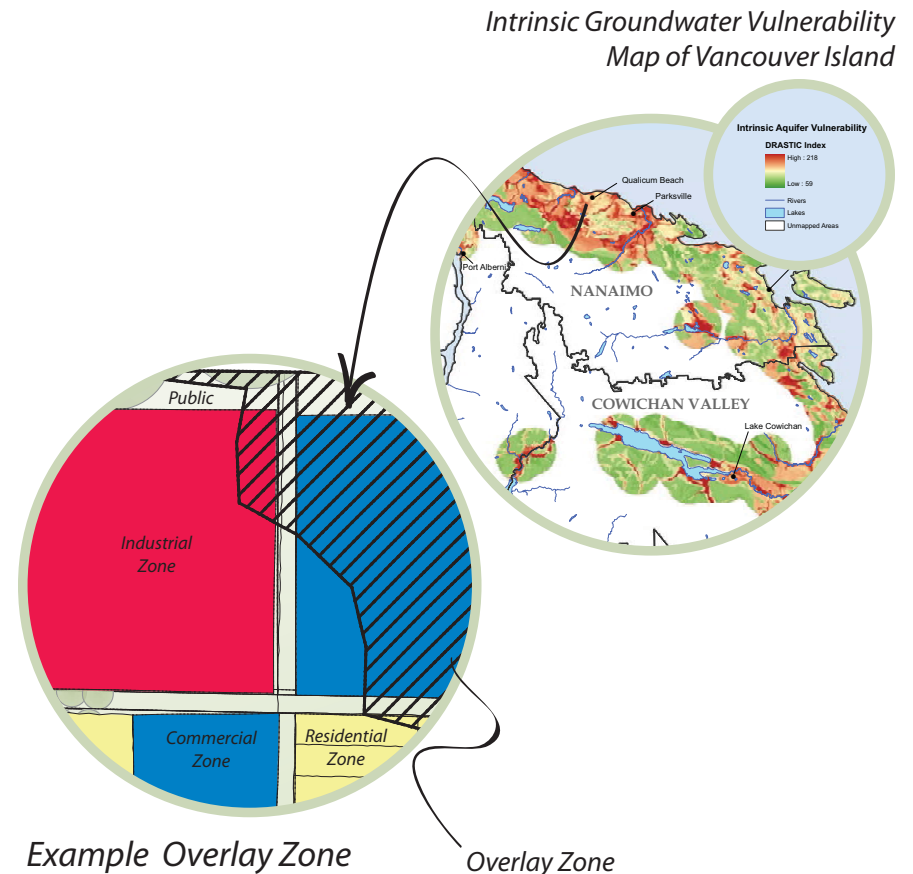 Intrinsic Groundwater Vulnerability
Map of Vancouver Island
Intrinsic Aquifer Vulnerability
DRASTIC Index
High : 218
Low : 59
Rivers
Lakes
Unmapped Areas
Qualicum Beach
Parksville
Port Alberni
NANAIMO
COWICHAN VALLEY
Lake Cowichan
Public
Industrial
Zone
Commercial
Zone
Residential
Zone
Example Overlay Zone
Overlay Zone